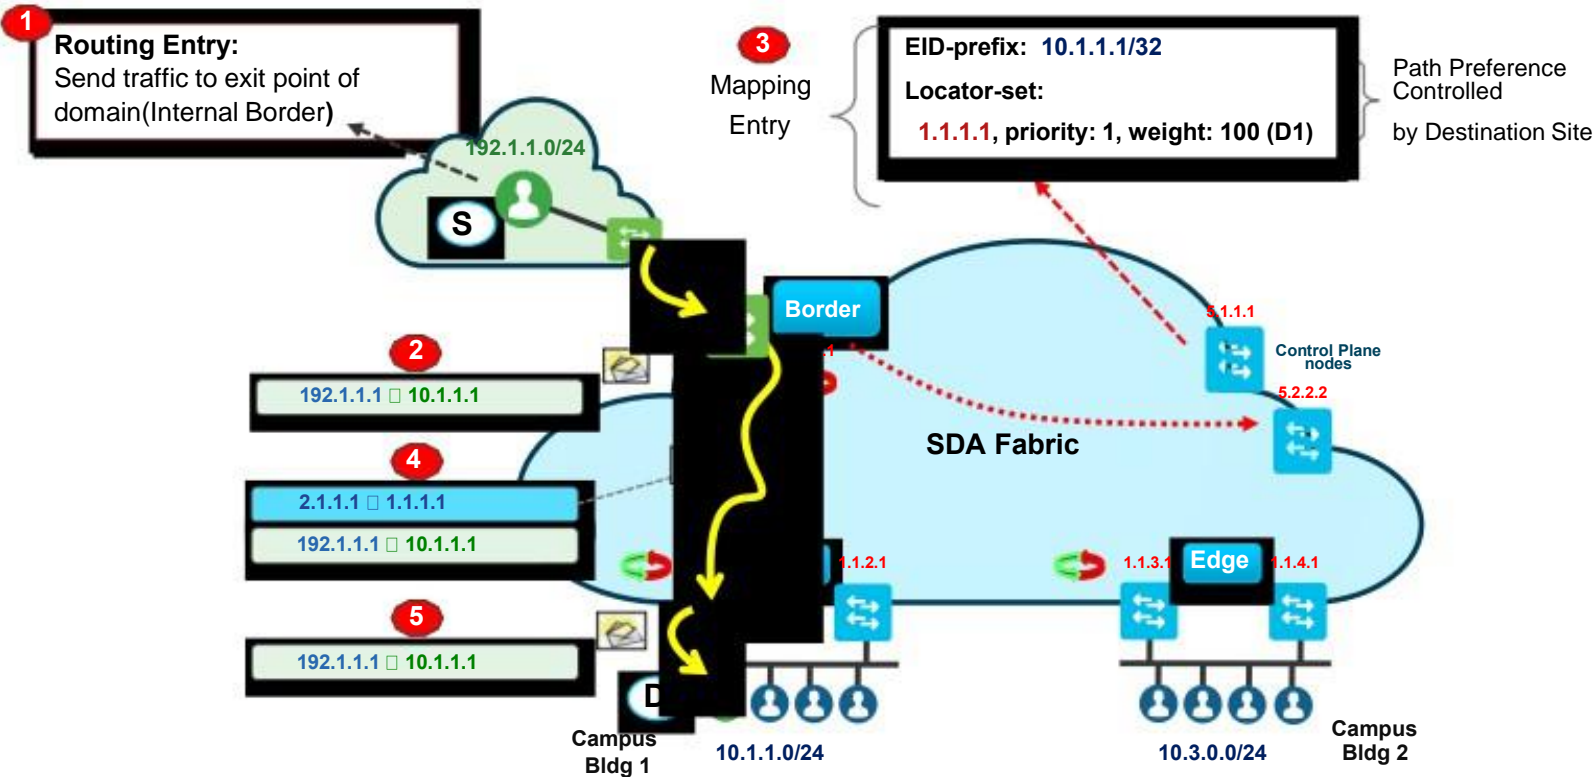 1
Routing Entry:
Send traffic to exit point of
domain(Internal Border)
3
Mapping
Entry
EID-prefix: 10.1.1.1/32
Locator-set:
1.1.1.1, priority: 1, weight: 100 (D1)
Path Preference
Controlled
by Destination Site
192.1.1.0/24
S
Border
5.1.1.1
Control Plane
nodes
5.2.2.2
SDA Fabric
2
192.1.1.1 □ 10.1.1.1
4
2.1.1.1 □ 1.1.1.1
192.1.1.1 □ 10.1.1.1
5
192.1.1.1 □ 10.1.1.1
1.1.2.1
1.1.3.1
Edge
1.1.4.1
D
Campus
Bldg 1
10.1.1.0/24
10.3.0.0/24
Campus
Bldg 2